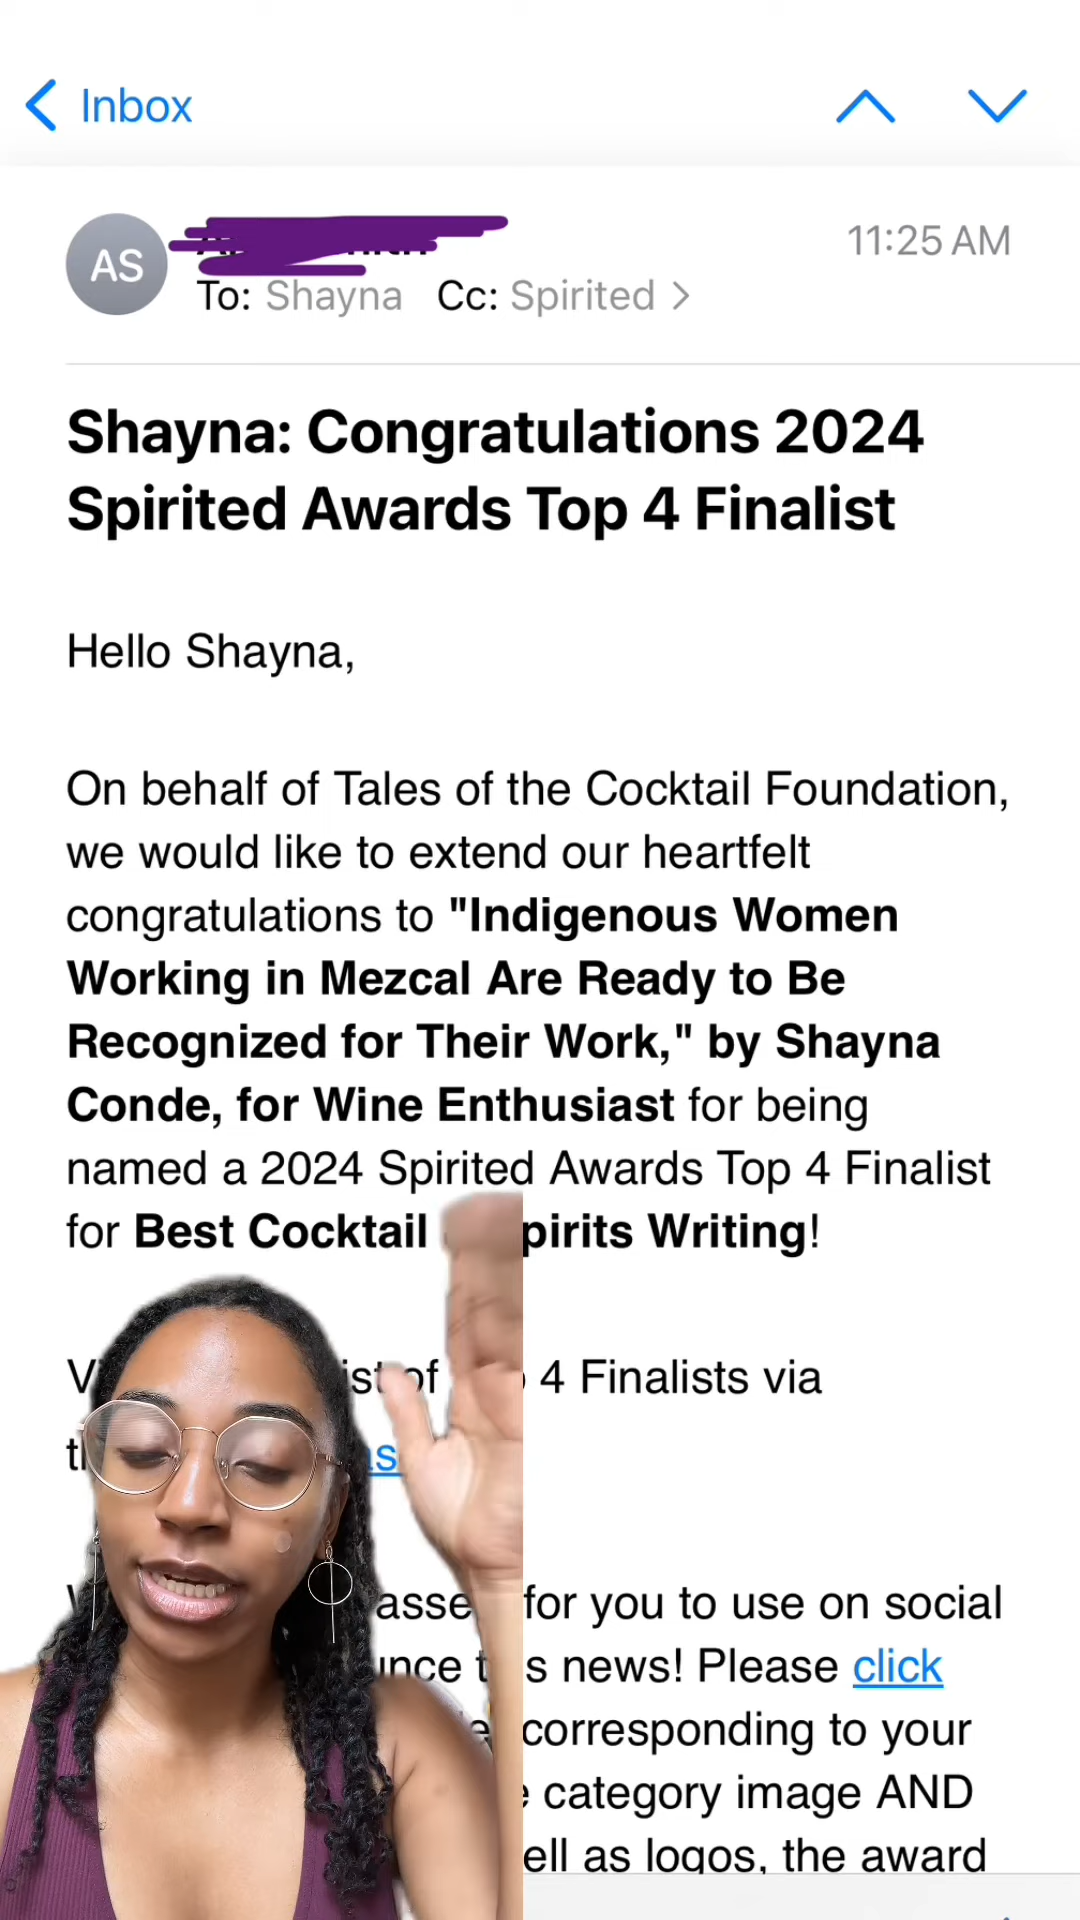 Inbox
AS
11:25 AM
To: Shayna Cc: Spirited
Shayna: Congratulations 2024
Spirited Awards Top 4 Finalist
Hello Shayna,
On behalf of Tales of the Cocktail Foundation,
we would like to extend our heartfelt
congratulations to "Indigenous Women
Working in Mezcal Are Ready to Be
Recognized for Their Work," by Shayna
Conde, for Wine Enthusiast for being
named a 2024 Spirited Awards Top 4 Finalist
for Best Cocktail pirits Writing!
of 4 Finalists via
for you to use on social
s news! Please click
corresponding to your
category image AND
ell as logos, the award